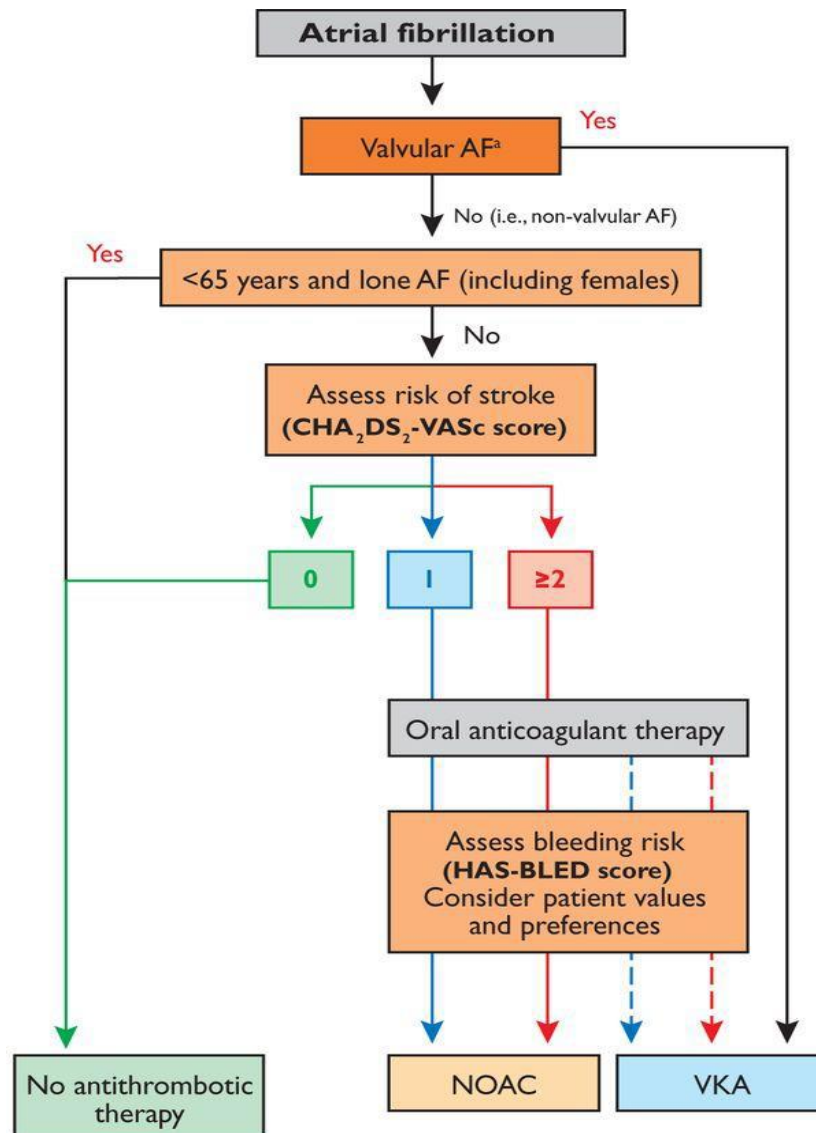 Atrial fibrillation
Yes
Valvular AFᵃ
No (i.e., non-valvular AF)
Yes
<65 years and lone AF (including females)
No
Assess risk of stroke
(CHA₂DS₂-VASc score)
0
1
≥2
Oral anticoagulant therapy
Assess bleeding risk
(HAS-BLED score)
Consider patient values
and preferences
No antithrombotic
therapy
NOAC
VKA